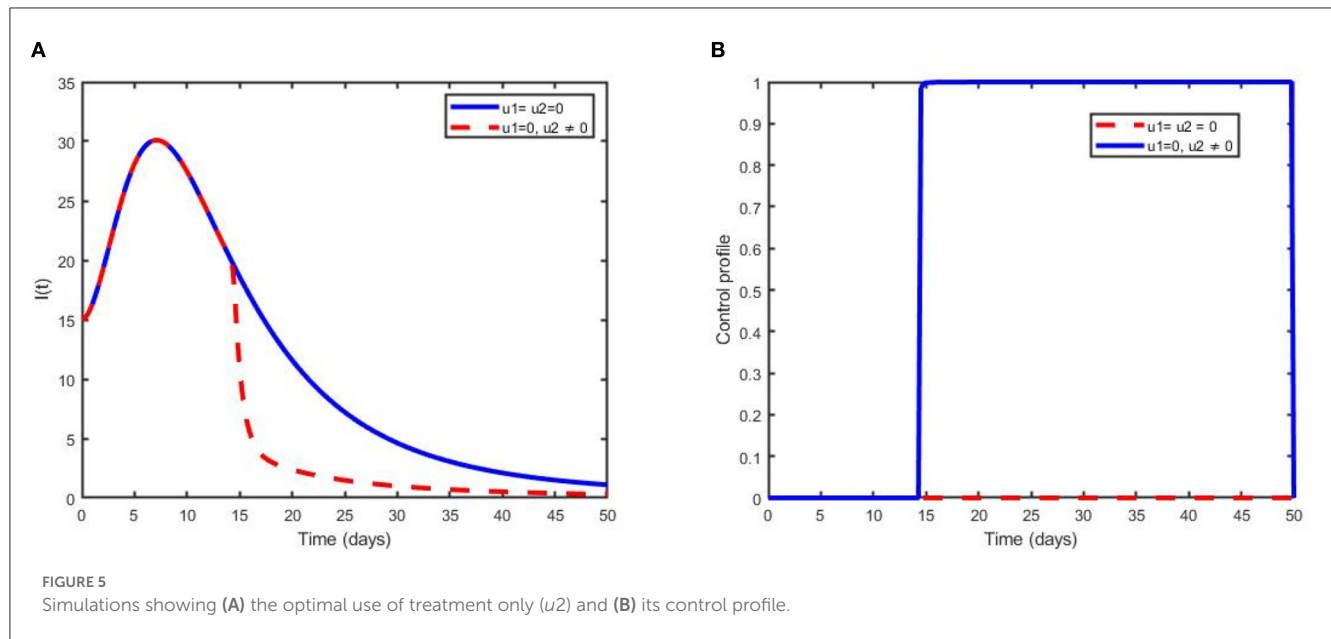 A
B
35
30
25
20
15
10
5
0
I(t)
u1= u2=0
u1=0, u2 ≠ 0
0 5 10 15 20 25 30 35 40 45 50
Time (days)
1
0.9
0.8
0.7
0.6
0.5
0.4
0.3
0.2
0.1
0
Control profile
u1= u2 = 0
u1=0, u2 ≠ 0
0 5 10 15 20 25 30 35 40 45 50
Time (days)
FIGURE 5
Simulations showing (A) the optimal use of treatment only (u2) and (B) its control profile.